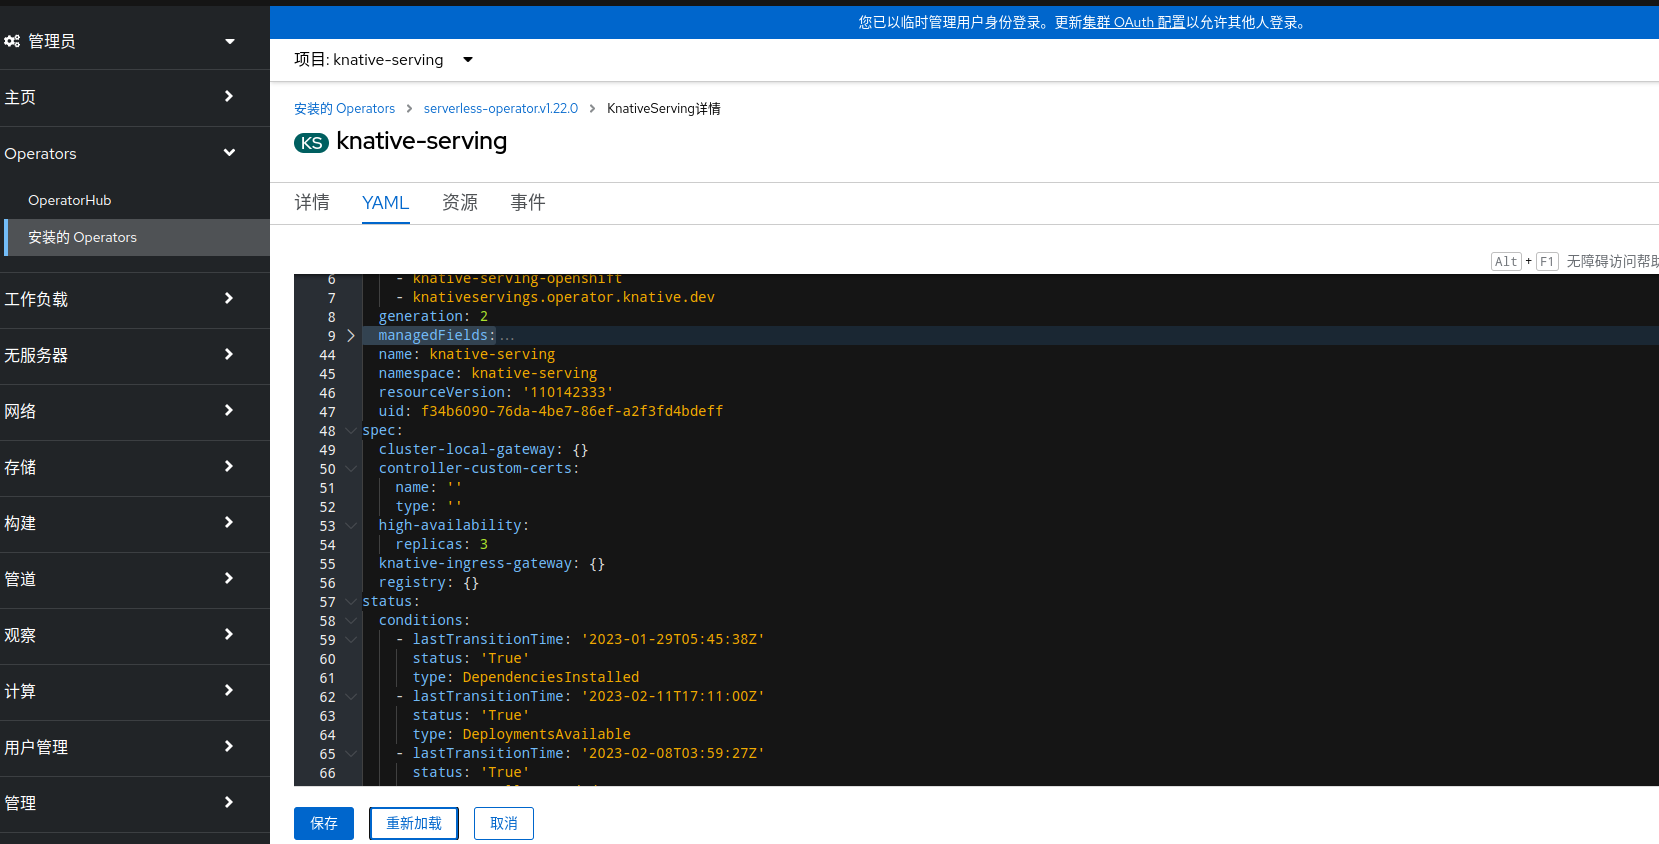 您已以临时管理用户身份登录。更新集群 OAuth 配置以允许其他人登录。
管理员
主页
Operators
OperatorHub
安装的 Operators
工作负载
无服务器
网络
存储
构建
管道
观察
计算
用户管理
管理
项目: knative-serving
安装的 Operators > serverless-operator.v1.22.0 > KnativeServing详情
KS knative-serving
详情 YAML 资源 事件
Alt + F1 无障碍访问帮助
6 - knative-serving-openshift
7 - knativeservings.operator.knative.dev
8 generation: 2
9 managedFields:...
44 name: knative-serving
45 namespace: knative-serving
46 resourceVersion: '110142333'
47 uid: f34b6090-76da-4be7-86ef-a2f3fd4bdeff
48 spec:
49 cluster-local-gateway: {}
50 controller-custom-certs:
51 name: ''
52 type: ''
53 high-availability:
54 replicas: 3
55 knative-ingress-gateway: {}
56 registry: {}
57 status:
58 conditions:
59 - lastTransitionTime: '2023-01-29T05:45:38Z'
60 status: 'True'
61 type: DependenciesInstalled
62 - lastTransitionTime: '2023-02-11T17:11:00Z'
63 status: 'True'
64 type: DeploymentsAvailable
65 - lastTransitionTime: '2023-02-08T03:59:27Z'
66 status: 'True'
保存 重新加载 取消